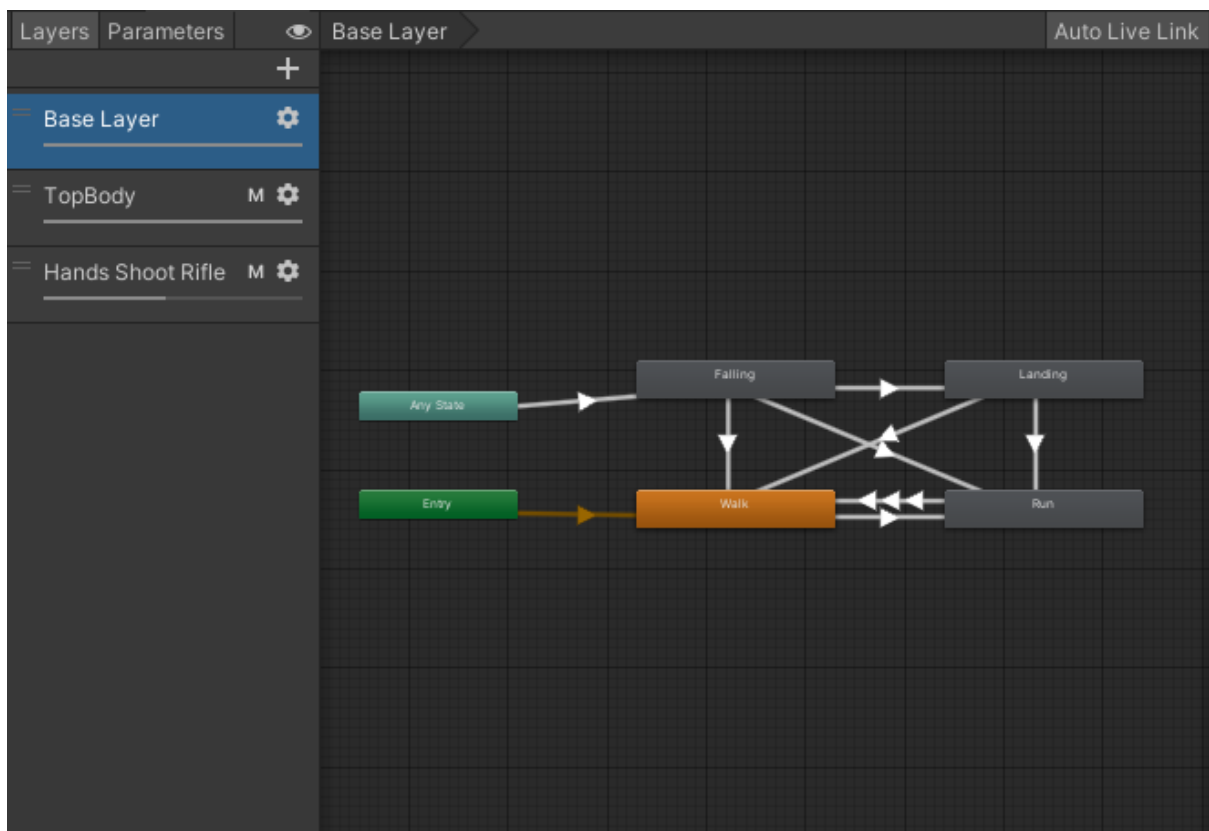 Layers Parameters Base Layer Auto Live Link
Base Layer
TopBody M
Hands Shoot Rifle M
Falling Landing
Any State
Entry Walk Run